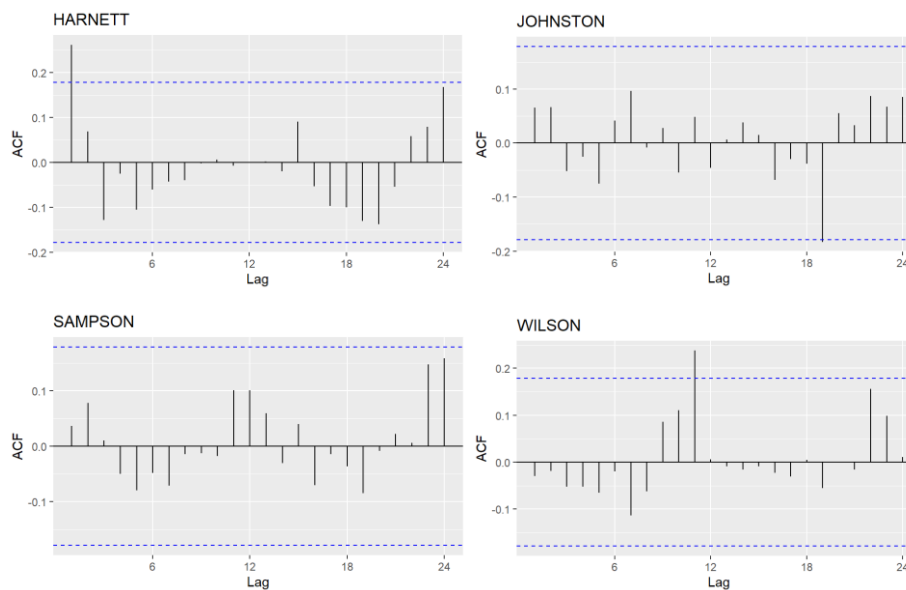 HARNETT
0.2
0.1
0.0
-0.1
-0.2
ACF
6
12
18
24
Lag
JOHNSTON
0.1
0.0
-0.1
-0.2
ACF
6
12
18
24
Lag
SAMPSON
0.1
0.0
-0.1
ACF
6
12
18
24
Lag
WILSON
0.2
0.1
0.0
-0.1
ACF
6
12
18
24
Lag